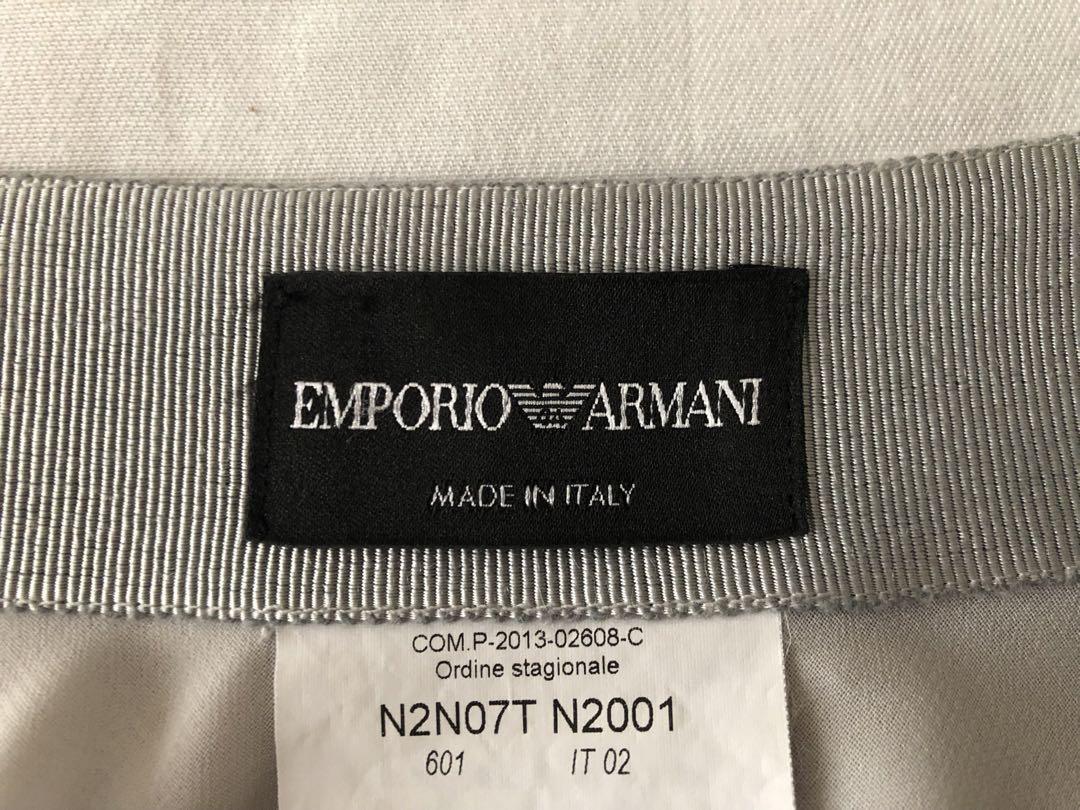 EMPORIO ARMANI
MADE IN ITALY
COM.P-2013-02608-C
Ordine stagionale
N2N07T N2001
601 IT 02